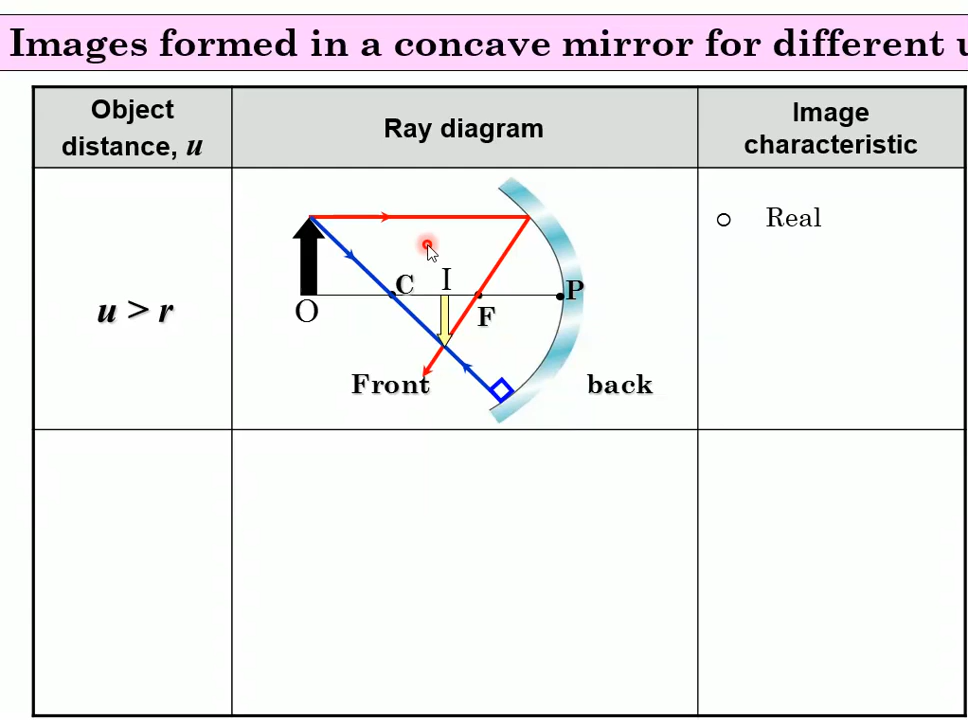 Images formed in a concave mirror for different u
Object
distance, u
Ray diagram
Image
characteristic
u > r
O
C
I
F
P
Front
back
○ Real